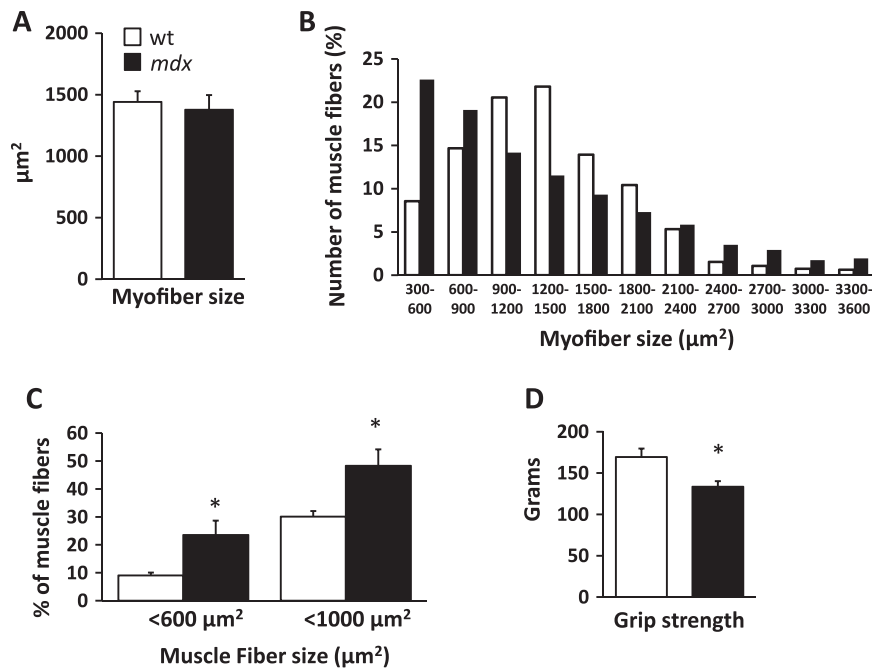 A
2000
1500
1000
500
0
µm²
wt
mdx
Myofiber size
B
Number of muscle fibers (%)
25
20
15
10
5
0
300-600
600-900
900-1200
1200-1500
1500-1800
1800-2100
2100-2400
2400-2700
2700-3000
3000-3300
3300-3600
Myofiber size (µm²)
C
% of muscle fibers
60
50
40
30
20
10
0
*
*
<600 µm² <1000 µm²
Muscle Fiber size (µm²)
D
Grams
200
150
100
50
0
*
Grip strength